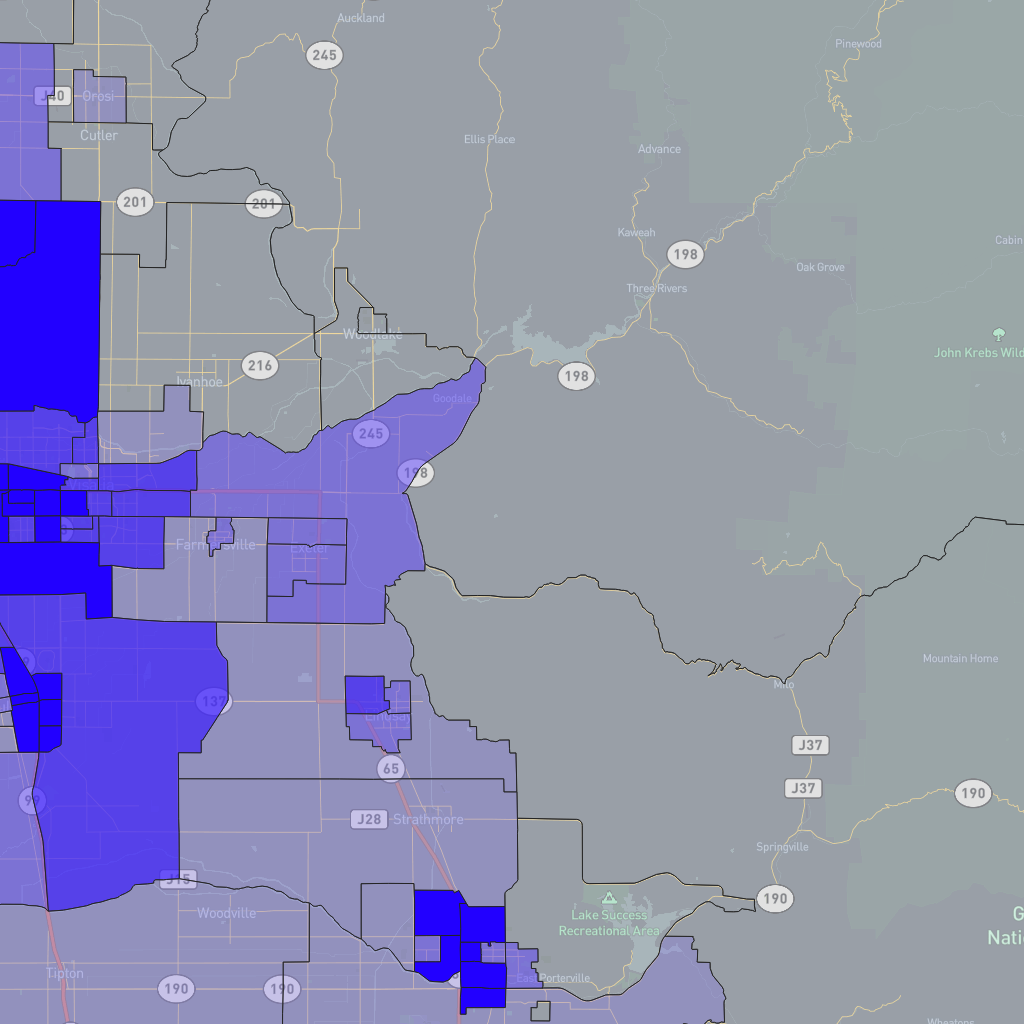 Auckland
Pinewood
245
J40
Orosi
Cutler
Ellis Place
Advance
201
201
Kaweah
198
Cabin
Oak Grove
Three Rivers
Woodlake
John Krebs Wild
216
198
Ivanhoe
Goodale
245
198
Farmersville
Exeter
Mountain Home
Milo
137
Lindsay
J37
65
J37
99
190
J28
Strathmore
Springville
J15
190
Woodville
Lake Success
Recreational Area
G
Natio
Tipton
East Porterville
190
190
Wheatons